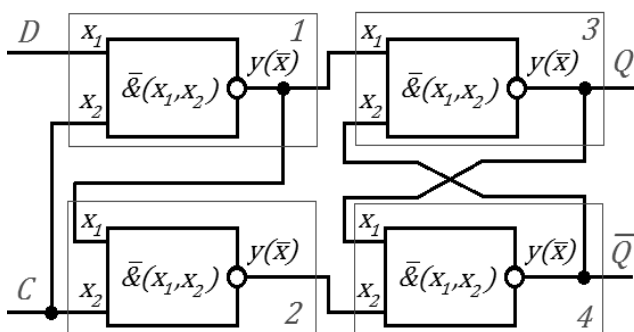 D x₁ 1 x₁ 3
&̅(x₁,x₂) y(x̅) &̅(x₁,x₂) y(x̅) Q
x₂ x₂
x₁ x₁
&̅(x₁,x₂) y(x̅) &̅(x₁,x₂) y(x̅) Q̅
C x₂ 2 x₂ 4